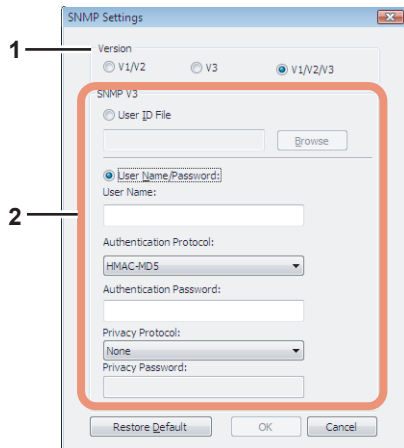 SNMP Settings
1
Version
V1/V2 V3 V1/V2/V3
SNMP V3
User ID File
Browse
User Name/Password:
User Name:
2
Authentication Protocol:
HMAC-MD5
Authentication Password:
Privacy Protocol:
None
Privacy Password:
Restore Default OK Cancel